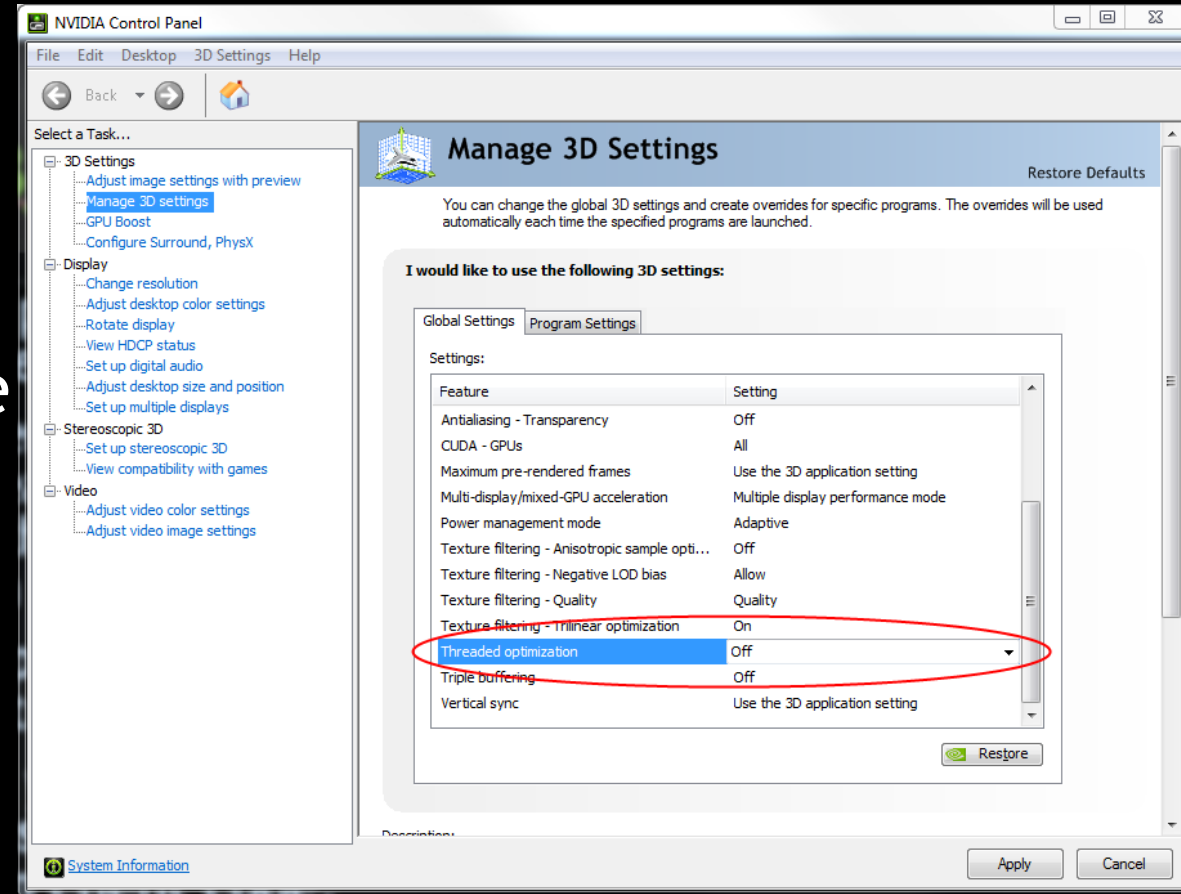 NVIDIA Control Panel
File Edit Desktop 3D Settings Help
Back
Select a Task...
3D Settings
Adjust image settings with preview
Manage 3D settings
GPU Boost
Configure Surround, PhysX
Display
Change resolution
Adjust desktop color settings
Rotate display
View HDCP status
Set up digital audio
Adjust desktop size and position
Set up multiple displays
Stereoscopic 3D
Set up stereoscopic 3D
View compatibility with games
Video
Adjust video color settings
Adjust video image settings
System Information
e
Manage 3D Settings
Restore Defaults
You can change the global 3D settings and create overrides for specific programs. The overrides will be used
automatically each time the specified programs are launched.
I would like to use the following 3D settings:
Global Settings Program Settings
Settings:
Feature Setting
Antialiasing - Transparency Off
CUDA - GPUs All
Maximum pre-rendered frames Use the 3D application setting
Multi-display/mixed-GPU acceleration Multiple display performance mode
Power management mode Adaptive
Texture filtering - Anisotropic sample opti... Off
Texture filtering - Negative LOD bias Allow
Texture filtering - Quality Quality
Texture filtering - Trilinear optimization On
Threaded optimization Off
Triple buffering Off
Vertical sync Use the 3D application setting
Restore
Description:
Apply Cancel